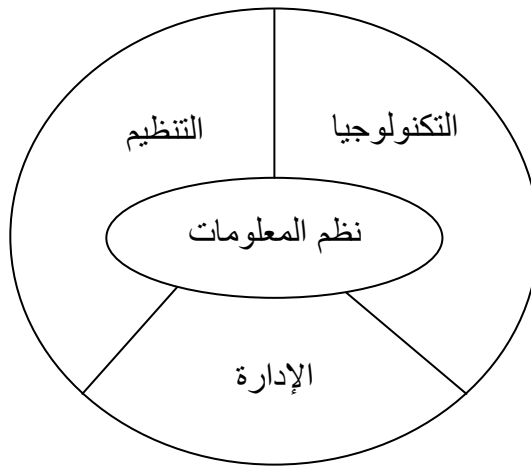 التكنولوجيا
التنظيم
نظم المعلومات
الإدارة